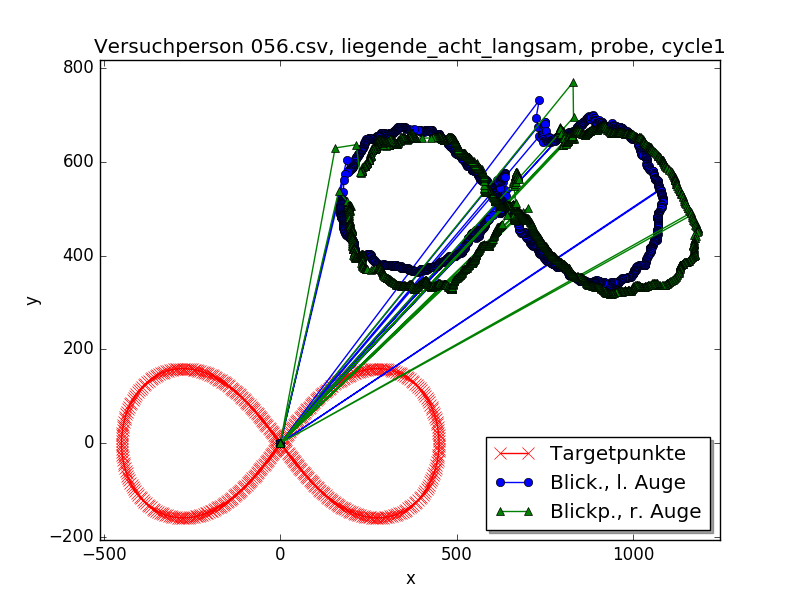 Versuchperson 056.csv, liegende_acht_langsam, probe, cycle1
800
600
400
200
0
−200
y
−500 0 500 1000
x
Targetpunkte
Blick., l. Auge
Blickp., r. Auge